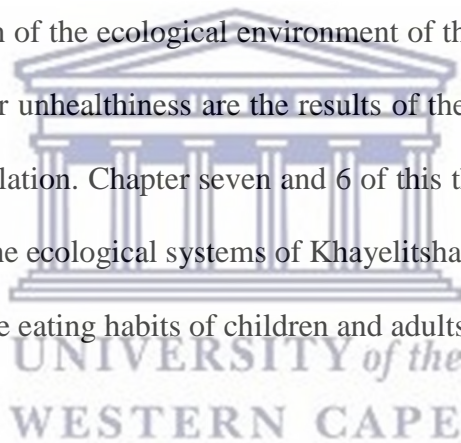 n of the ecological environment of th
r unhealthiness are the results of the
lation. Chapter seven and 6 of this t
ne ecological systems of Khayelitsha
e eating habits of children and adults
UNIVERSITY of the
WESTERN CAPE